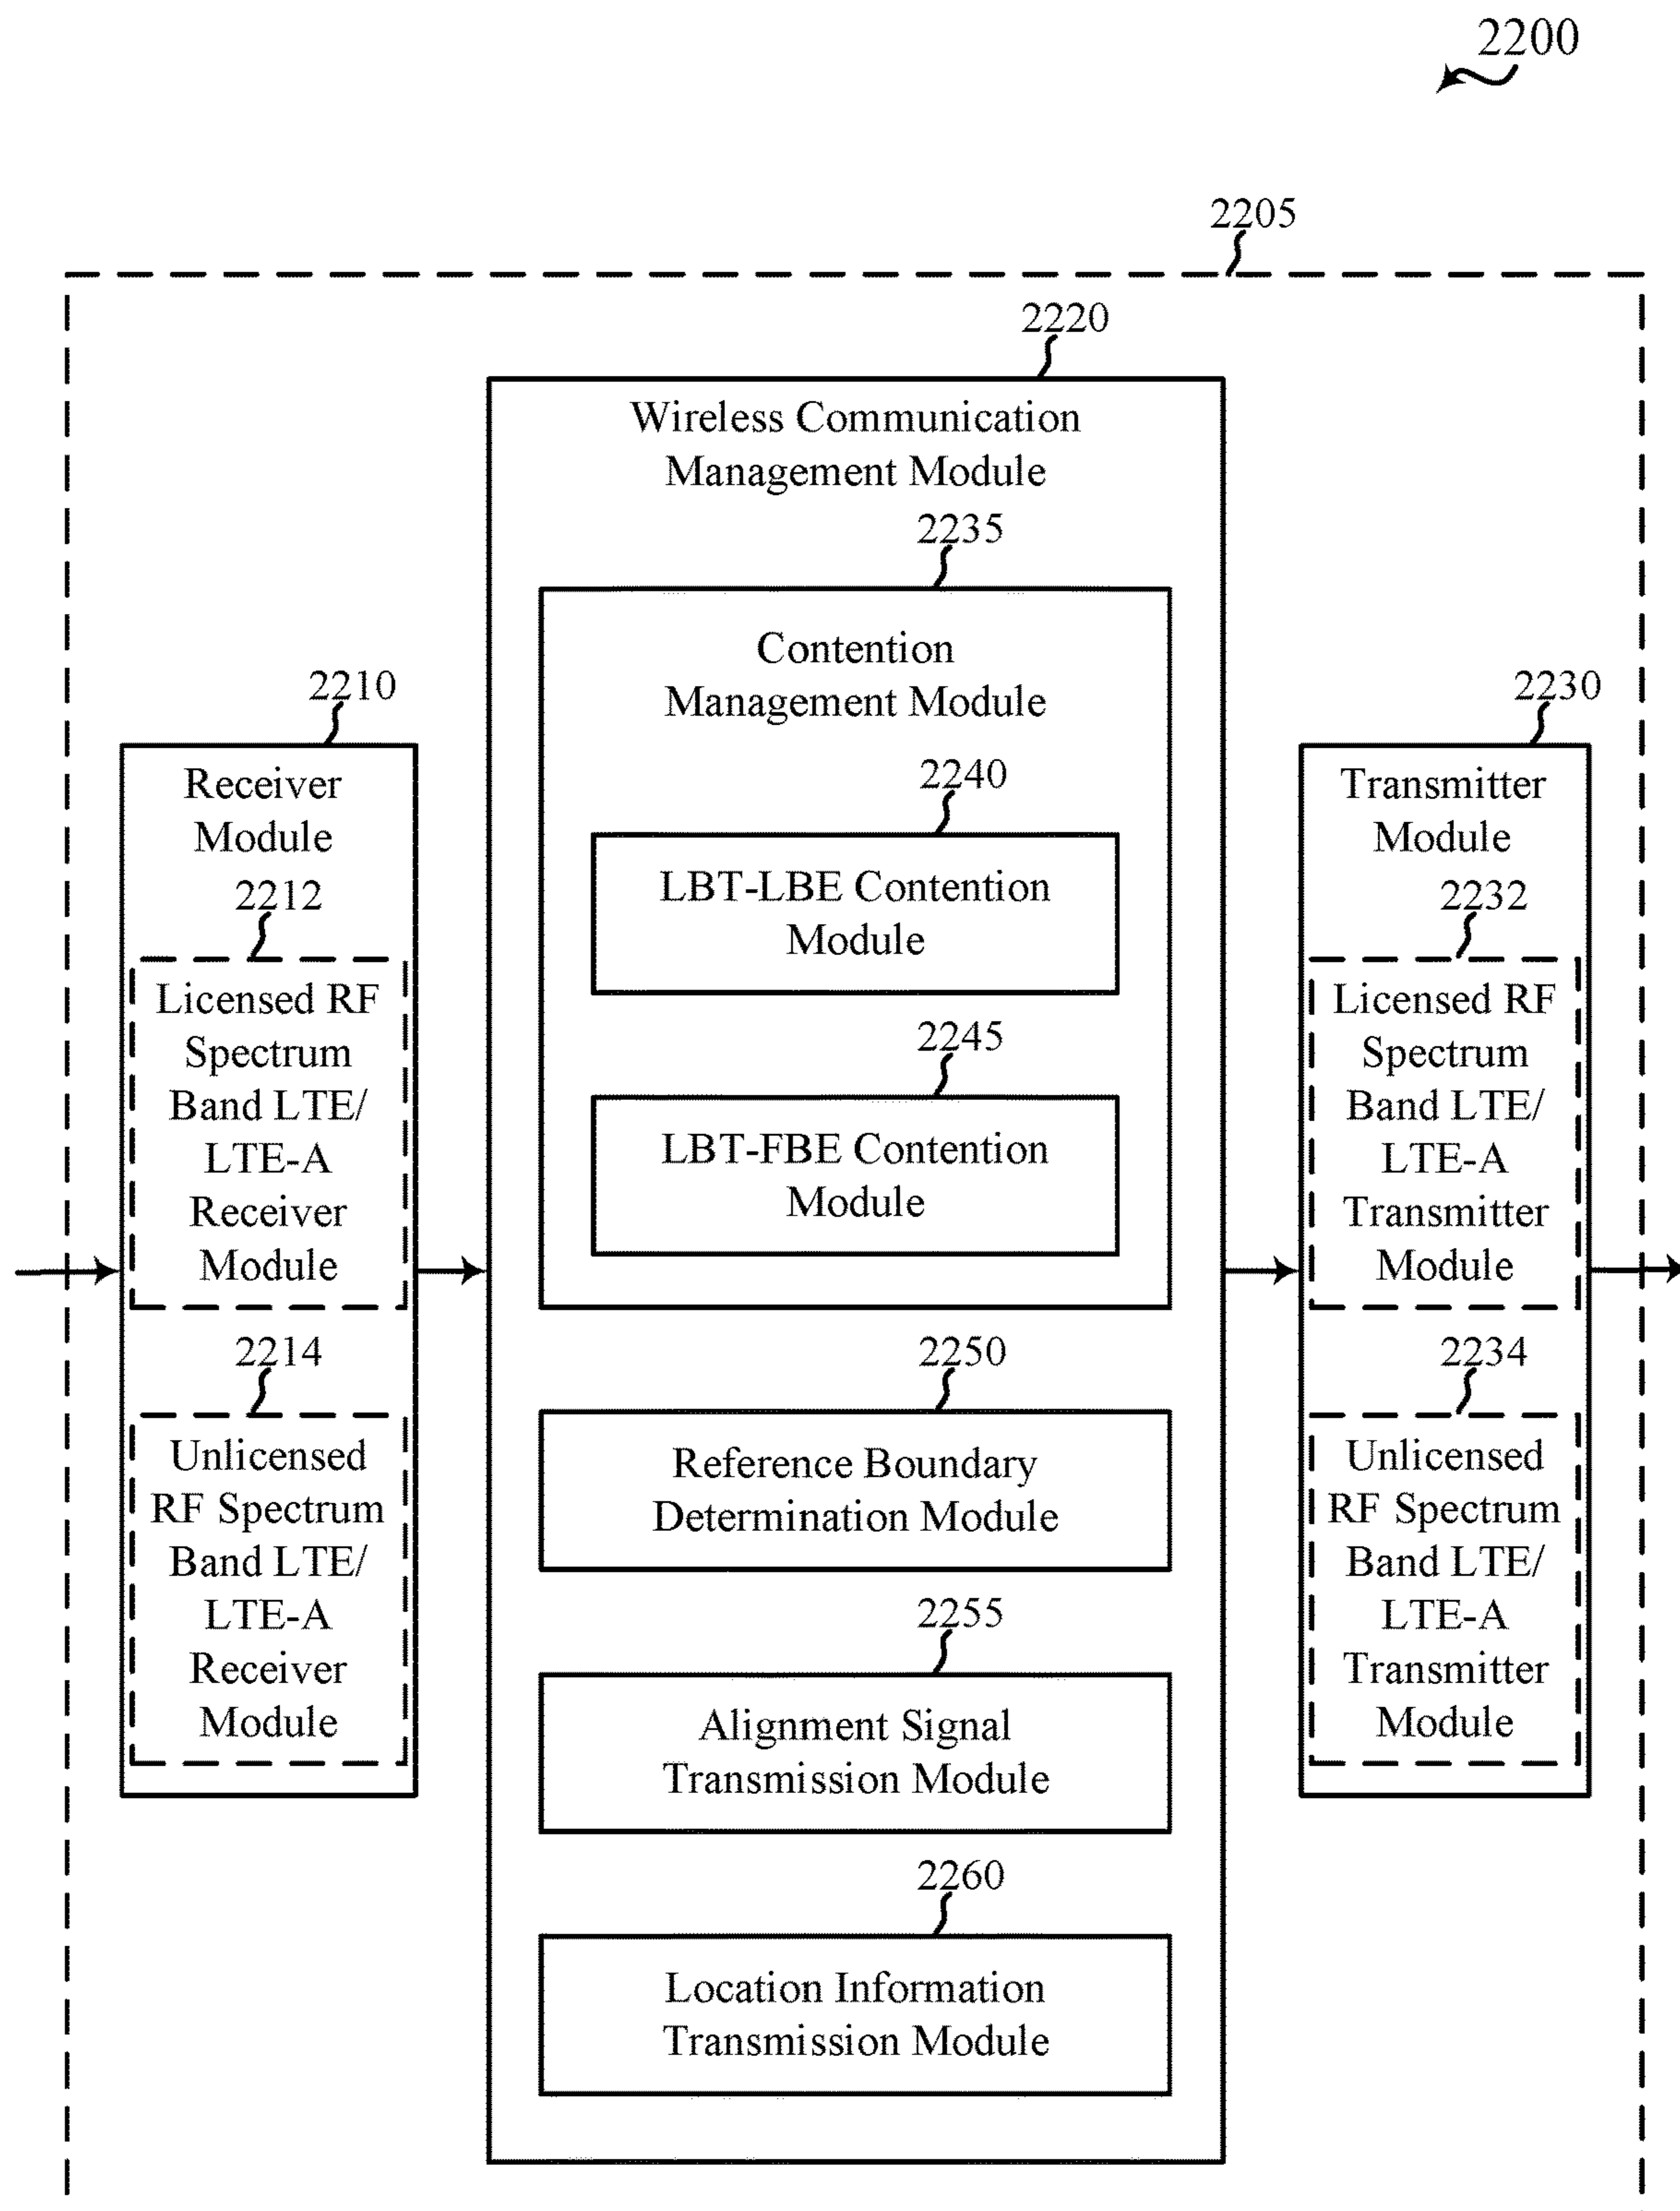 2200
2205
2220
Wireless Communication
Management Module
2235
Contention
Management Module
2240
LBT-LBE Contention
Module
2245
LBT-FBE Contention
Module
2250
Reference Boundary
Determination Module
2255
Alignment Signal
Transmission Module
2260
Location Information
Transmission Module
2210
Receiver
Module
2212
Licensed RF
Spectrum
Band LTE/
LTE-A
Receiver
Module
2214
Unlicensed
RF Spectrum
Band LTE/
LTE-A
Receiver
Module
2230
Transmitter
Module
2232
Licensed RF
Spectrum
Band LTE/
LTE-A
Transmitter
Module
2234
Unlicensed
RF Spectrum
Band LTE/
LTE-A
Transmitter
Module